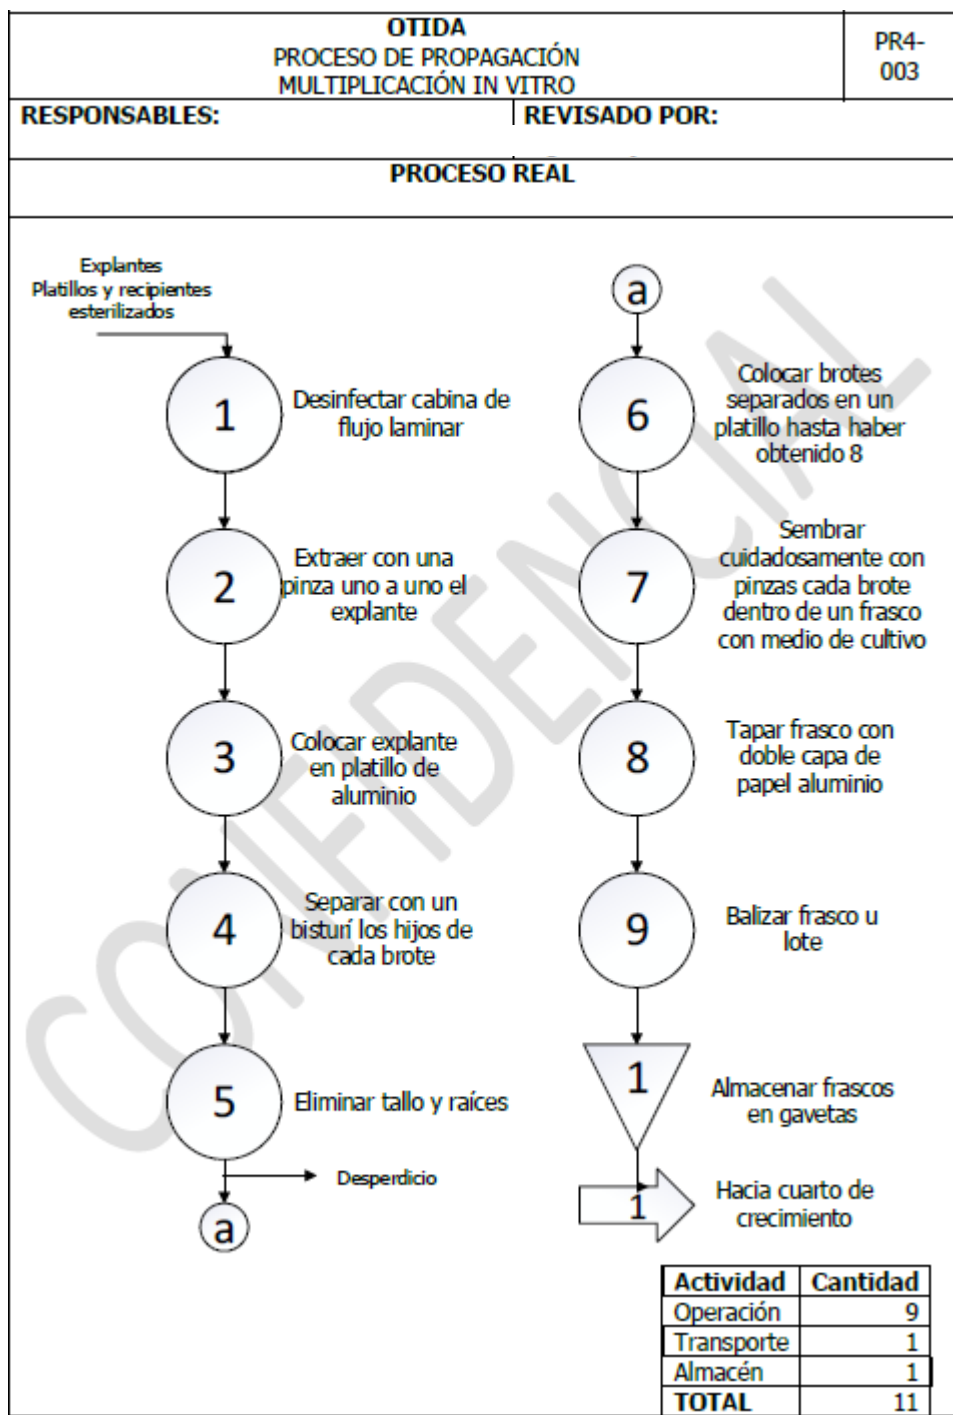 OTIDA
PROCESO DE PROPAGACIÓN
MULTIPLICACIÓN IN VITRO
PR4-
003
RESPONSABLES:
REVISADO POR:
PROCESO REAL
Explantes
Platillos y recipientes
esterilizados
1
Desinfectar cabina de
flujo laminar
2
Extraer con una
pinza uno a uno el
explante
3
Colocar explante
en platillo de
aluminio
4
Separar con un
bisturí los hijos de
cada brote
5
Eliminar tallo y raíces
Desperdicio
a
a
6
Colocar brotes
separados en un
platillo hasta haber
obtenido 8
7
Sembrar
cuidadosamente con
pinzas cada brote
dentro de un frasco
con medio de cultivo
8
Tapar frasco con
doble capa de
papel aluminio
9
Balizar frasco u
lote
1
Almacenar frascos
en gavetas
1
Hacia cuarto de
crecimiento
Actividad Cantidad
Operación 9
Transporte 1
Almacén 1
TOTAL 11
CONFIDENCIAL